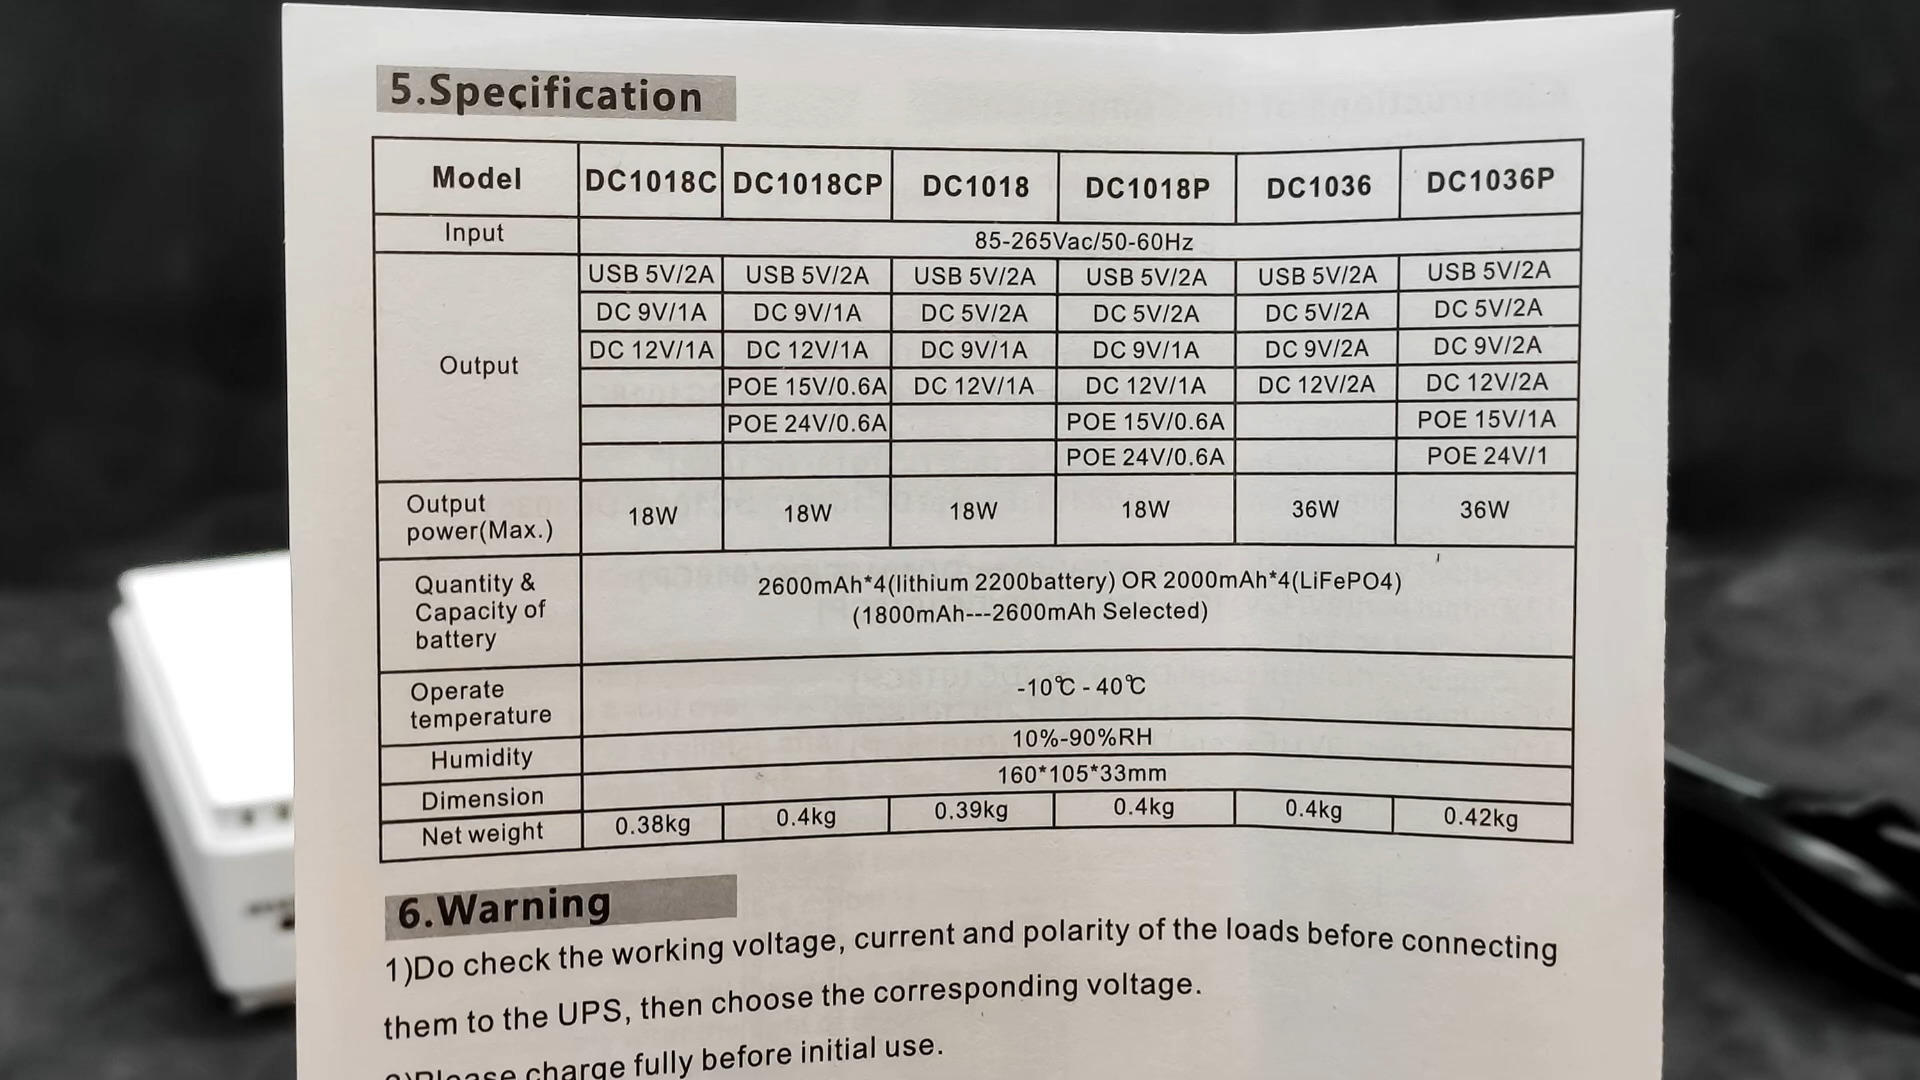 5.Specification
Model DC1018C DC1018CP DC1018 DC1018P DC1036 DC1036P
Input 85-265Vac/50-60Hz
Output
USB 5V/2A USB 5V/2A USB 5V/2A USB 5V/2A USB 5V/2A USB 5V/2A
DC 9V/1A DC 9V/1A DC 5V/2A DC 5V/2A DC 5V/2A DC 5V/2A
DC 12V/1A DC 12V/1A DC 9V/1A DC 9V/1A DC 9V/2A DC 9V/2A
POE 15V/0.6A DC 12V/1A DC 12V/1A DC 12V/2A DC 12V/2A
POE 24V/0.6A POE 15V/0.6A POE 15V/1A
POE 24V/0.6A POE 24V/1
Output
power(Max.)
18W 18W 18W 18W 36W 36W
Quantity &
Capacity of
battery
2600mAh*4(lithium 2200battery) OR 2000mAh*4(LiFePO4)
(1800mAh---2600mAh Selected)
Operate
temperature
-10℃ - 40℃
Humidity 10%-90%RH
Dimension 160*105*33mm
Net weight 0.38kg 0.4kg 0.39kg 0.4kg 0.4kg 0.42kg
6.Warning
1)Do check the working voltage, current and polarity of the loads before connecting
them to the UPS, then choose the corresponding voltage.
Please charge fully before initial use.